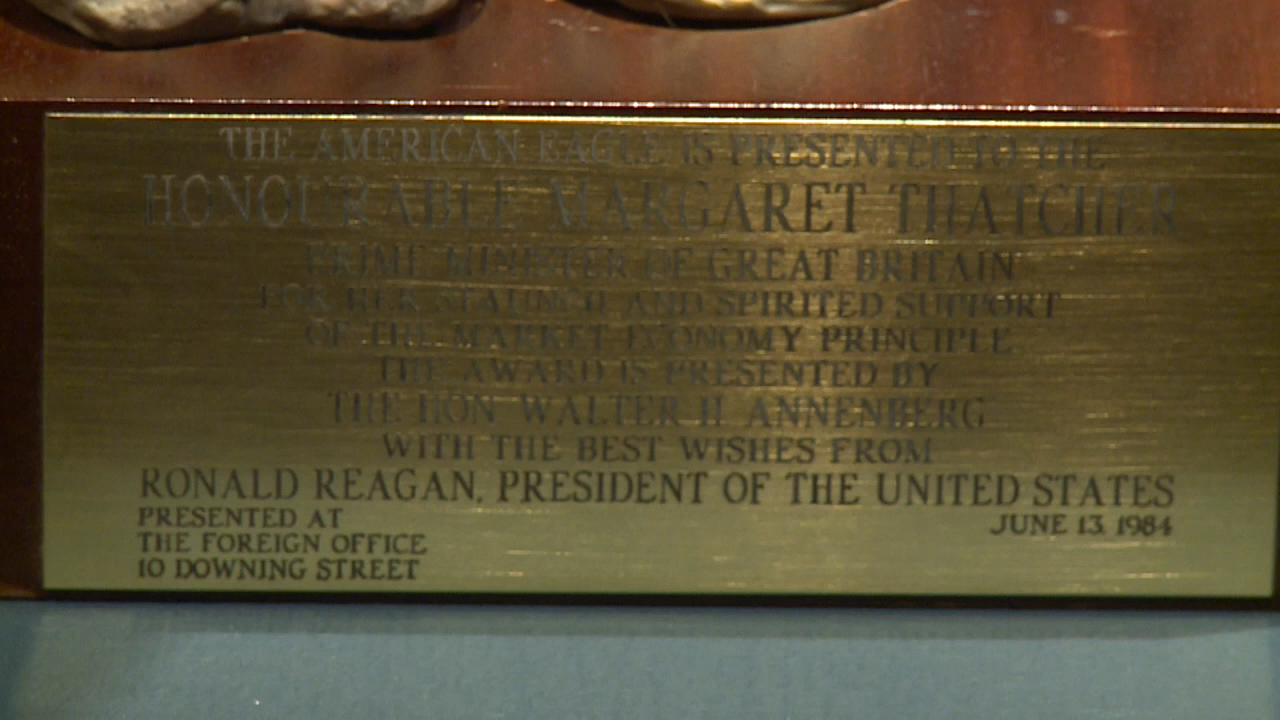 THE AMERICAN EAGLE IS PRESENTED TO THE
HONOURABLE MARGARET THATCHER
PRIME MINISTER OF GREAT BRITAIN
FOR HER STAUNCH AND SPIRITED SUPPORT
OF THE MARKET ECONOMY PRINCIPLE
THE AWARD IS PRESENTED BY
THE HON WALTER H ANNENBERG
WITH THE BEST WISHES FROM
RONALD REAGAN, PRESIDENT OF THE UNITED STATES
PRESENTED AT JUNE 13 1984
THE FOREIGN OFFICE
10 DOWNING STREET